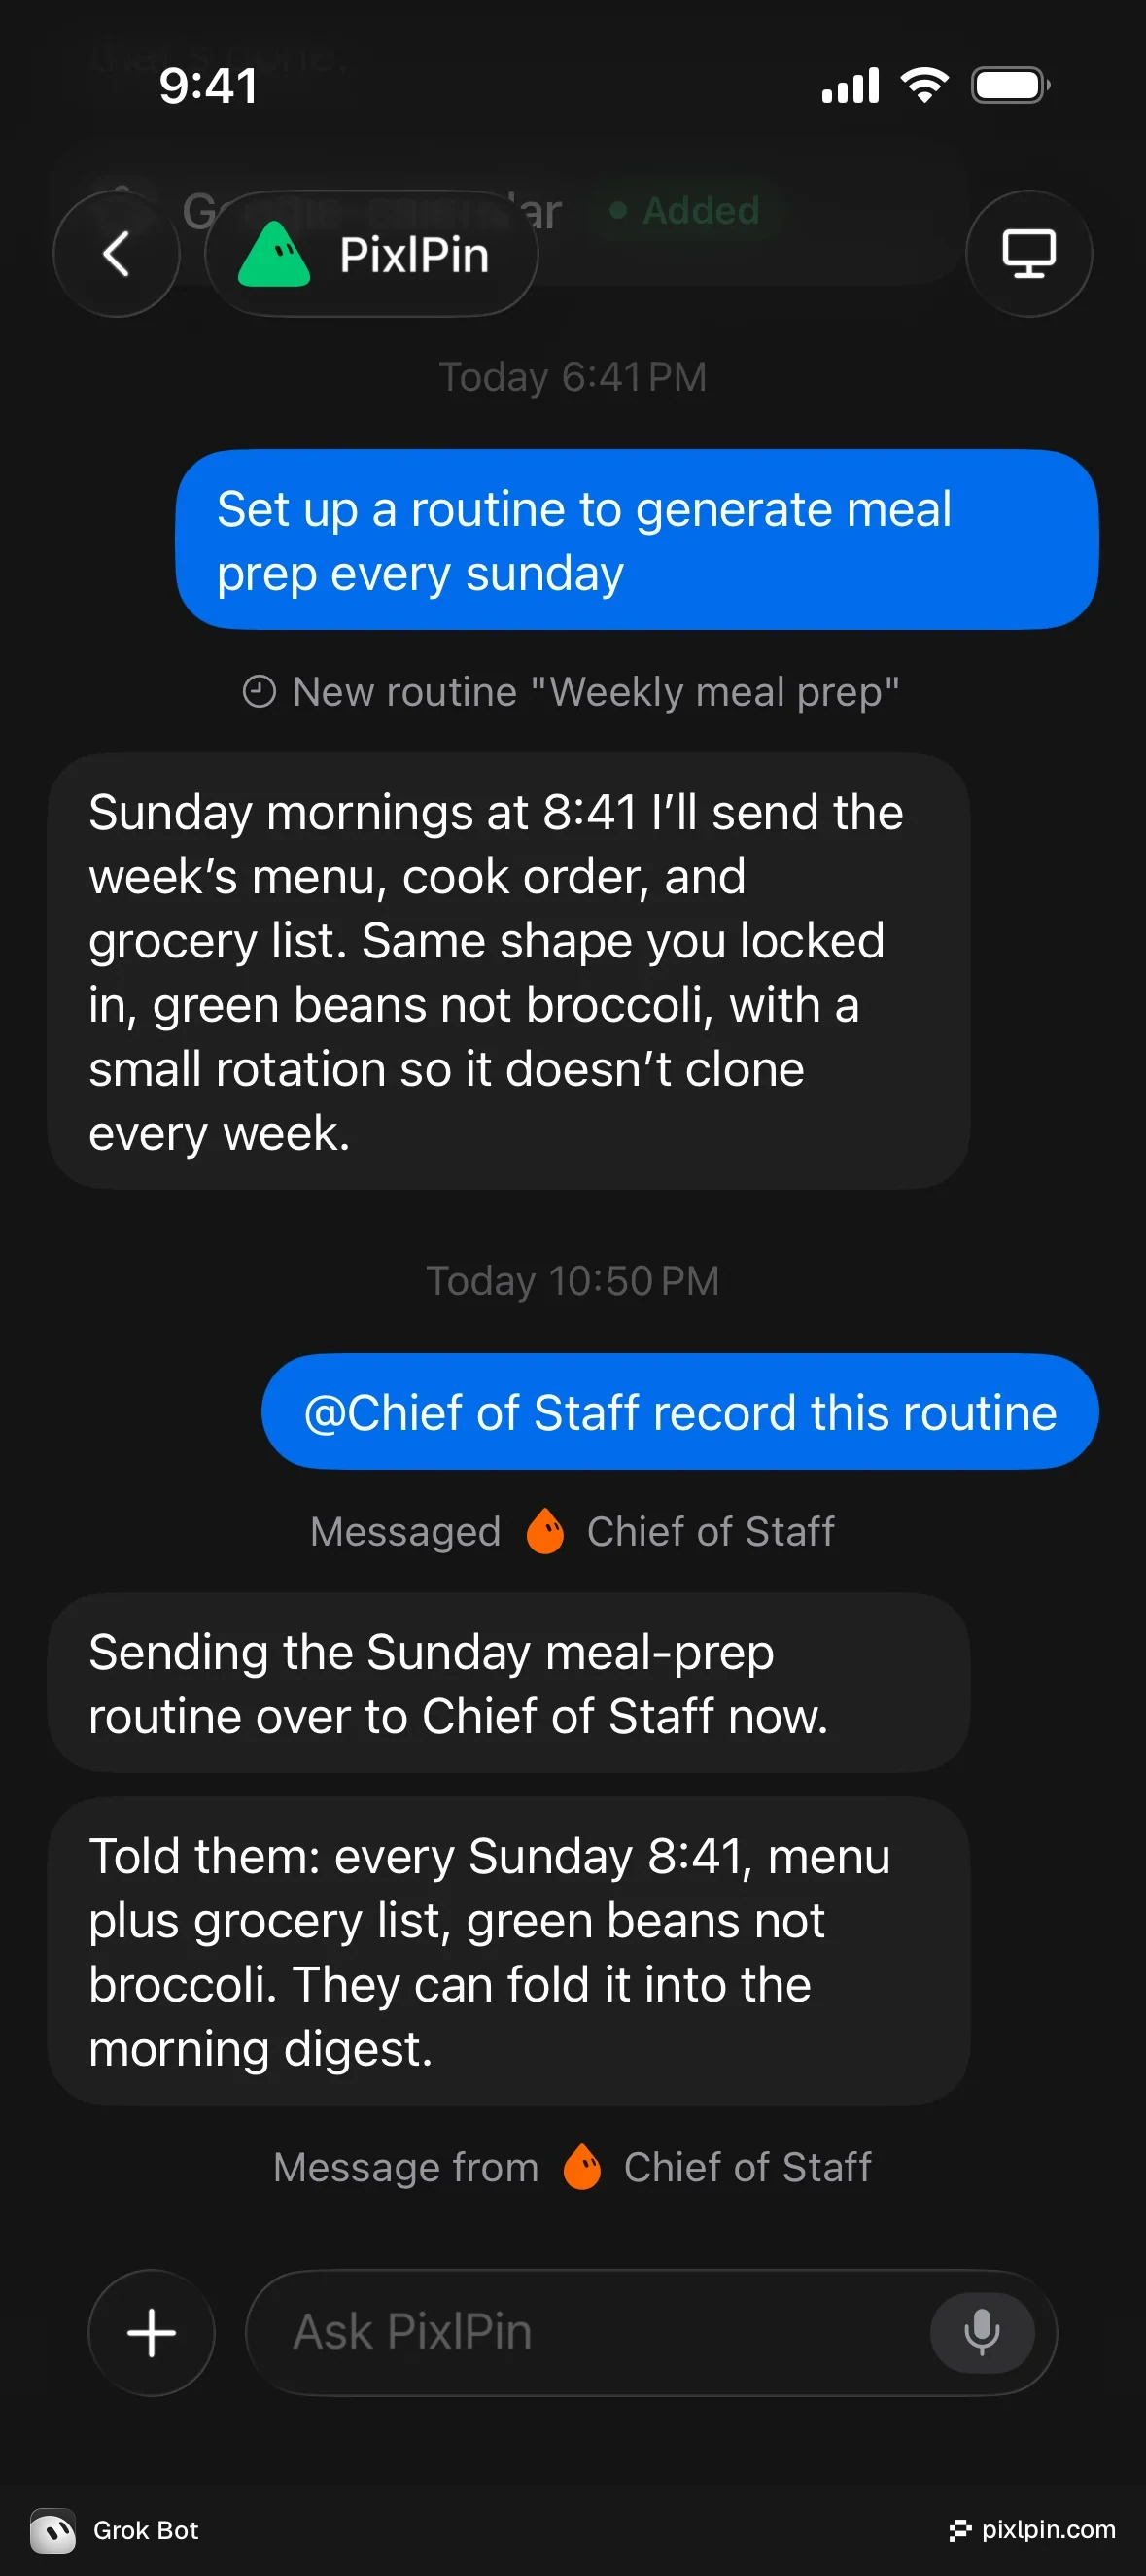 9:41
Added
PixlPin
Today 6:41 PM
Set up a routine to generate meal
prep every sunday
New routine "Weekly meal prep"
Sunday mornings at 8:41 I’ll send the
week’s menu, cook order, and
grocery list. Same shape you locked
in, green beans not broccoli, with a
small rotation so it doesn’t clone
every week.
Today 10:50 PM
@Chief of Staff record this routine
Messaged Chief of Staff
Sending the Sunday meal-prep
routine over to Chief of Staff now.
Told them: every Sunday 8:41, menu
plus grocery list, green beans not
broccoli. They can fold it into the
morning digest.
Message from Chief of Staff
Ask PixlPin
Grok Bot
pixlpin.com